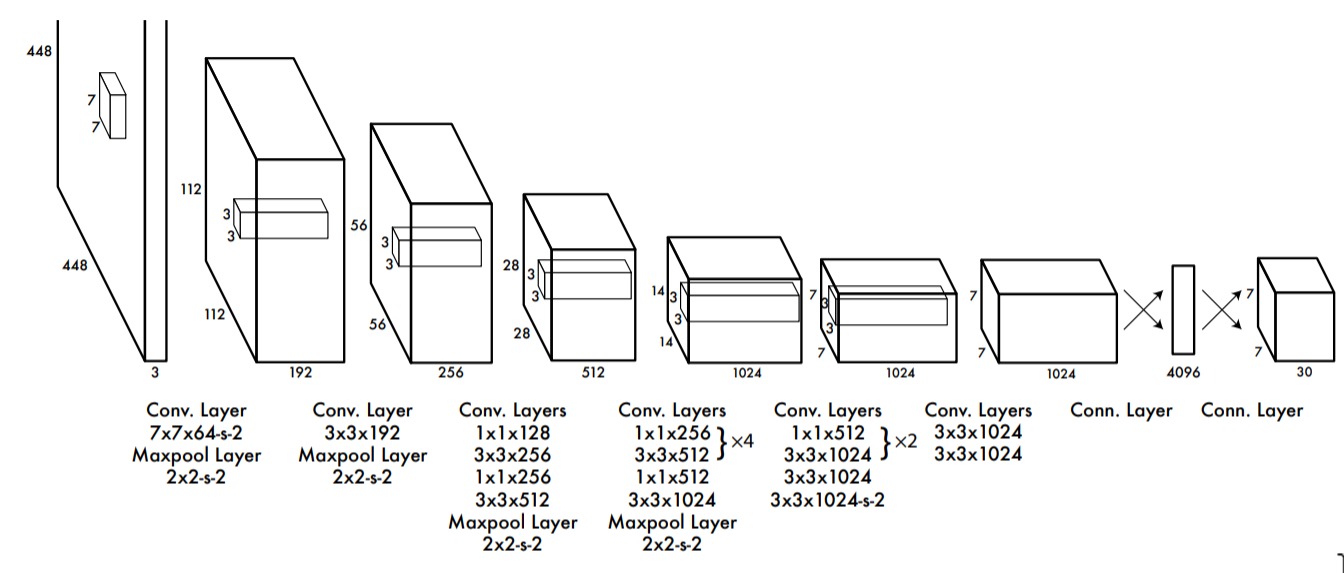 448
7
7
448
3
112
3
3
112
192
56
3
3
56
256
28
3
3
28
512
14
3
3
14
1024
7
3
3
7
1024
7
7
1024
4096
7
7
30
Conv. Layer
7x7x64-s-2
Maxpool Layer
2x2-s-2
Conv. Layer
3x3x192
Maxpool Layer
2x2-s-2
Conv. Layers
1x1x128
3x3x256
1x1x256
3x3x512
Maxpool Layer
2x2-s-2
Conv. Layers
1x1x256
3x3x512 } ×4
1x1x512
3x3x1024
Maxpool Layer
2x2-s-2
Conv. Layers
1x1x512
3x3x1024 } ×2
3x3x1024
3x3x1024-s-2
Conv. Layers
3x3x1024
3x3x1024
Conn. Layer
Conn. Layer